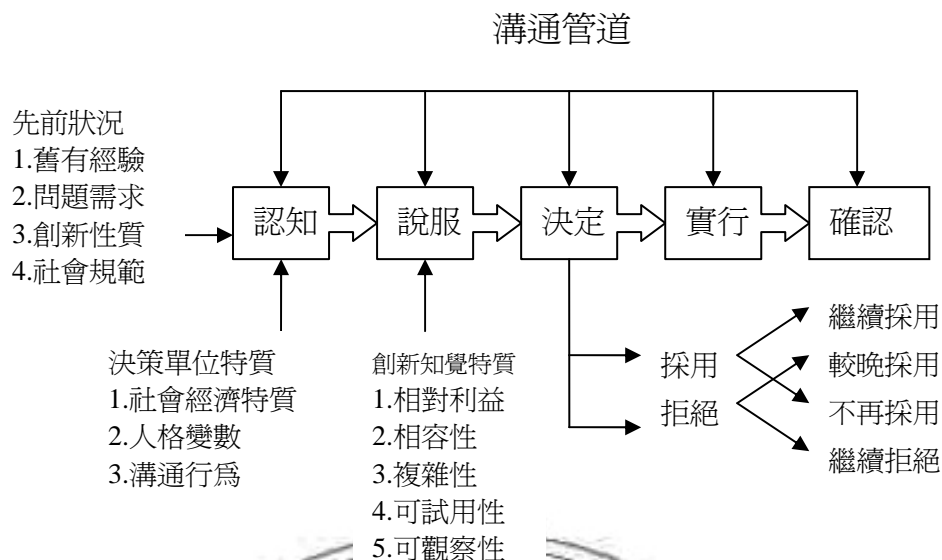 溝通管道
先前狀況
1.舊有經驗
2.問題需求
3.創新性質
4.社會規範
認知
說服
決定
實行
確認
決策單位特質
1.社會經濟特質
2.人格變數
3.溝通行為
創新知覺特質
1.相對利益
2.相容性
3.複雜性
4.可試用性
5.可觀察性
採用
拒絕
繼續採用
較晚採用
不再採用
繼續拒絕